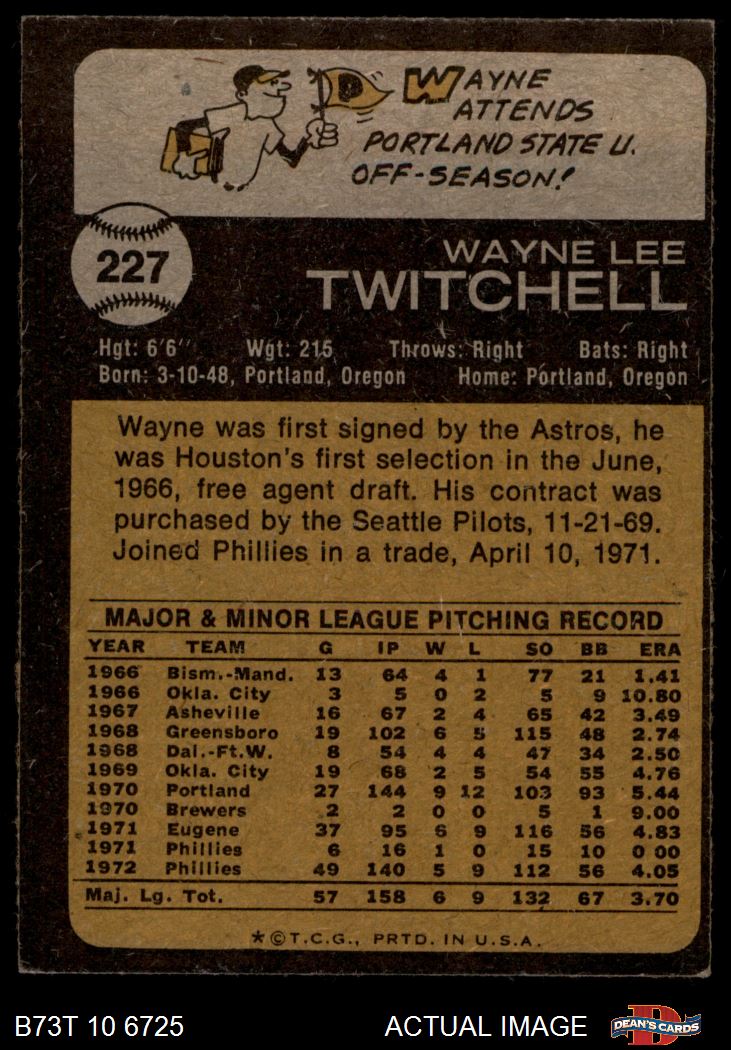 WAYNE
ATTENDS
PORTLAND STATE U.
OFF-SEASON!
227
WAYNE LEE
TWITCHELL
Hgt: 6'6" Wgt: 215 Throws: Right Bats: Right
Born: 3-10-48, Portland, Oregon Home: Portland, Oregon
Wayne was first signed by the Astros, he
was Houston's first selection in the June,
1966, free agent draft. His contract was
purchased by the Seattle Pilots, 11-21-69.
Joined Phillies in a trade, April 10, 1971.
MAJOR & MINOR LEAGUE PITCHING RECORD
YEAR TEAM G IP W L SO BB ERA
1966 Bism.-Mand. 13 64 4 1 77 21 1.41
1966 Okla. City 3 5 0 2 5 9 10.80
1967 Asheville 16 67 2 4 65 42 3.49
1968 Greensboro 19 102 6 5 115 48 2.74
1968 Dal.-Ft.W. 8 54 4 4 47 34 2.50
1969 Okla. City 19 68 2 5 54 55 4.76
1970 Portland 27 144 9 12 103 93 5.44
1970 Brewers 2 2 0 0 5 1 9.00
1971 Eugene 37 95 6 9 116 56 4.83
1971 Phillies 6 16 1 0 15 10 0 00
1972 Phillies 49 140 5 9 112 56 4.05
Maj. Lg. Tot. 57 158 6 9 132 67 3.70
*©T.C.G., PRTD. IN U.S.A.
B73T 10 6725 ACTUAL IMAGE DEAN'S CARDS